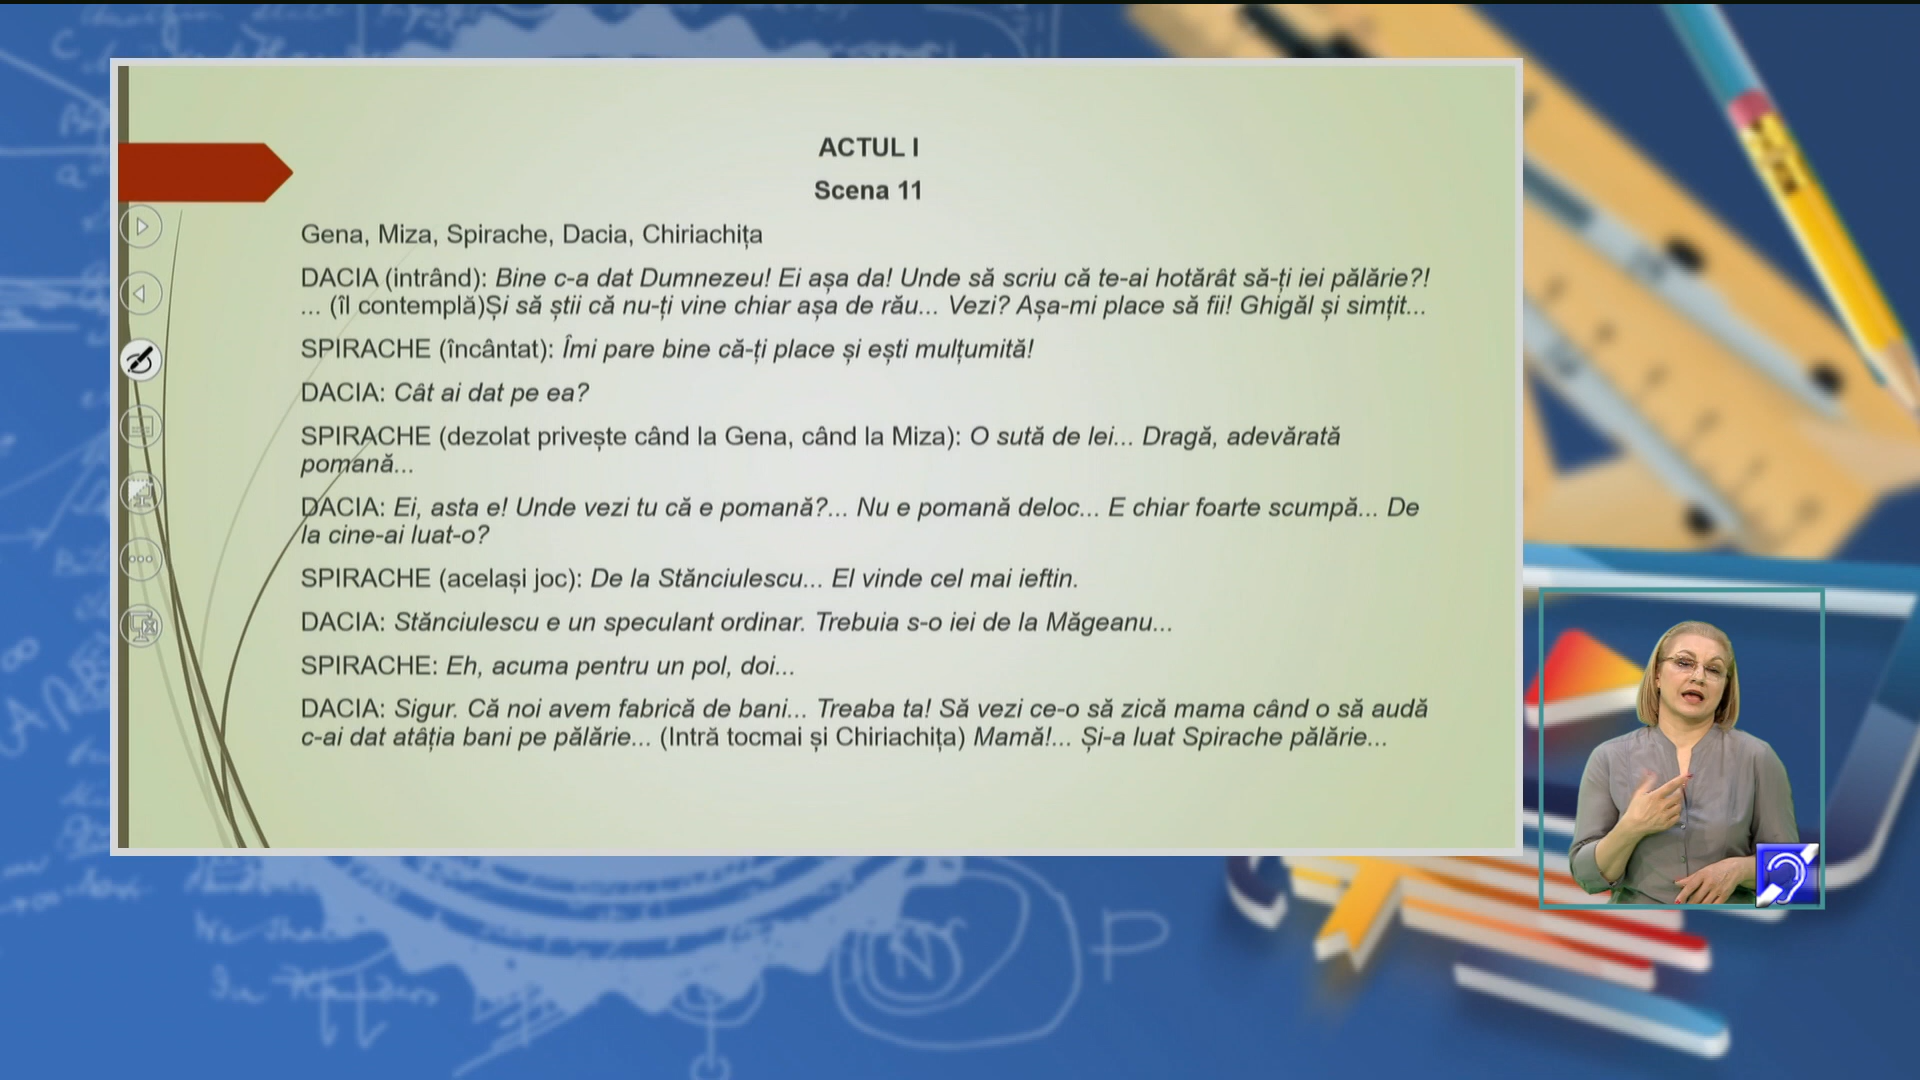 ACTUL I
Scena 11
Gena, Miza, Spirache, Dacia, Chiriachița
DACIA (intrând): Bine c-a dat Dumnezeu! Ei așa da! Unde să scriu că te-ai hotărât să-ți iei pălărie?!
... (îl contemplă)Și să știi că nu-ți vine chiar așa de rău... Vezi? Așa-mi place să fii! Ghigăl și simțit...
SPIRACHE (încântat): Îmi pare bine că-ți place și ești mulțumită!
DACIA: Cât ai dat pe ea?
SPIRACHE (dezolat privește când la Gena, când la Miza): O sută de lei... Dragă, adevărată
pomană...
DACIA: Ei, asta e! Unde vezi tu că e pomană?... Nu e pomană deloc... E chiar foarte scumpă... De
la cine-ai luat-o?
SPIRACHE (același joc): De la Stănciulescu... El vinde cel mai ieftin.
DACIA: Stănciulescu e un speculant ordinar. Trebuia s-o iei de la Măgeanu...
SPIRACHE: Eh, acuma pentru un pol, doi...
DACIA: Sigur. Că noi avem fabrică de bani... Treaba ta! Să vezi ce-o să zică mama când o să audă
c-ai dat atâția bani pe pălărie... (Intră tocmai și Chiriachița) Mamă!... Și-a luat Spirache pălărie...
N
P